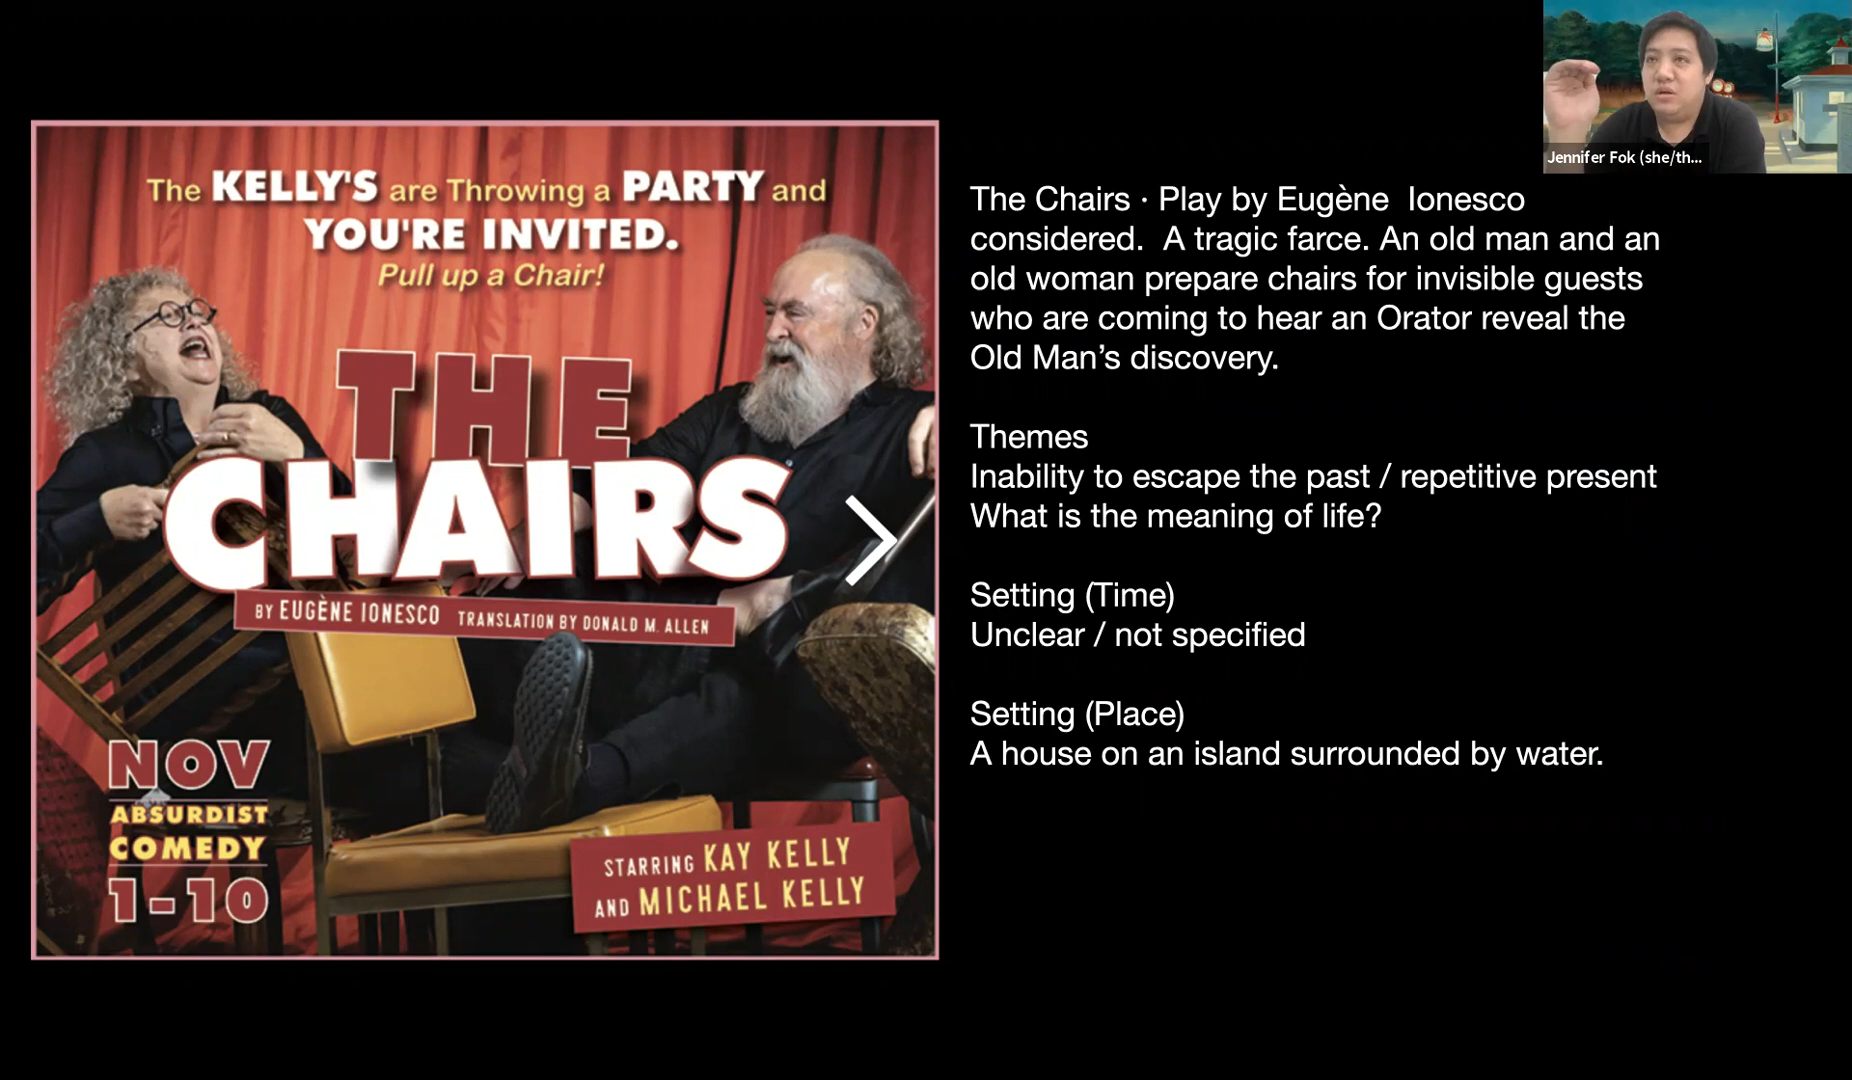 The KELLY'S are Throwing a PARTY and
YOU'RE INVITED.
Pull up a Chair!
THE
CHAIRS
BY EUGÈNE IONESCO TRANSLATION BY DONALD M. ALLEN
NOV
ABSURDIST
COMEDY
1-10
STARRING KAY KELLY
AND MICHAEL KELLY
Jennifer Fok (she/th...
The Chairs · Play by Eugène Ionesco
considered. A tragic farce. An old man and an
old woman prepare chairs for invisible guests
who are coming to hear an Orator reveal the
Old Man’s discovery.
Themes
Inability to escape the past / repetitive present
What is the meaning of life?
Setting (Time)
Unclear / not specified
Setting (Place)
A house on an island surrounded by water.